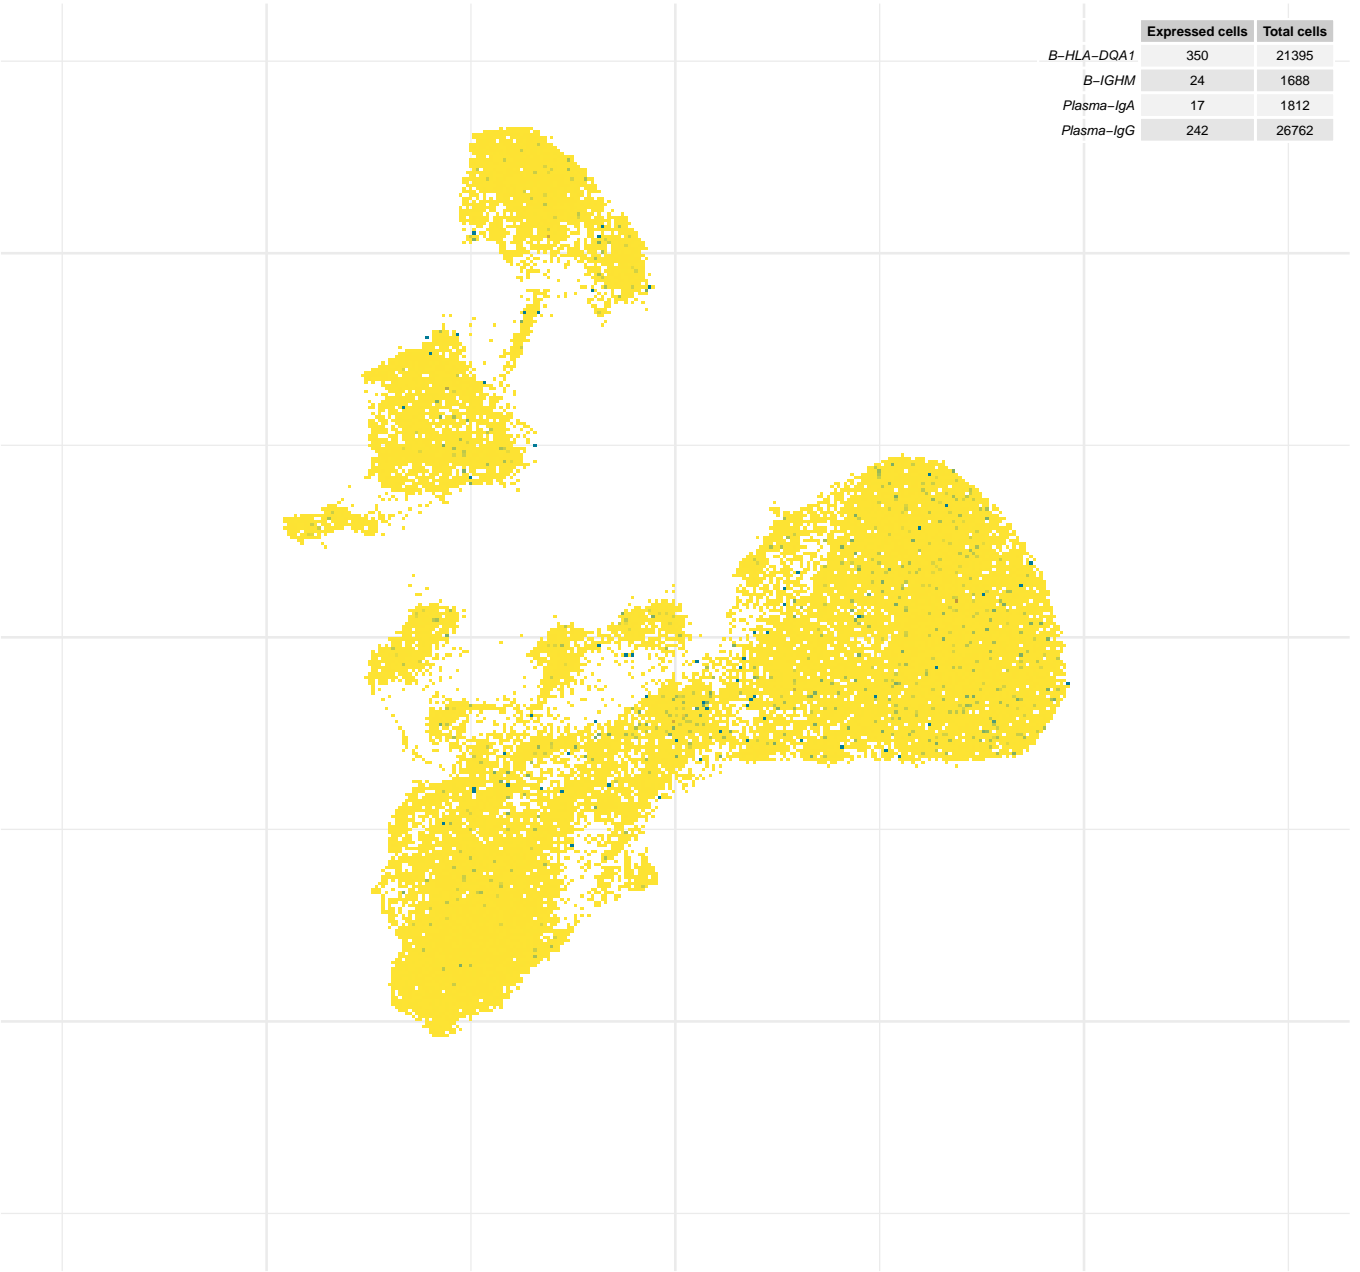 Expressed cells Total cells
B−HLA−DQA1 350 21395
B−IGHM 24 1688
Plasma−IgA 17 1812
Plasma−IgG 242 26762